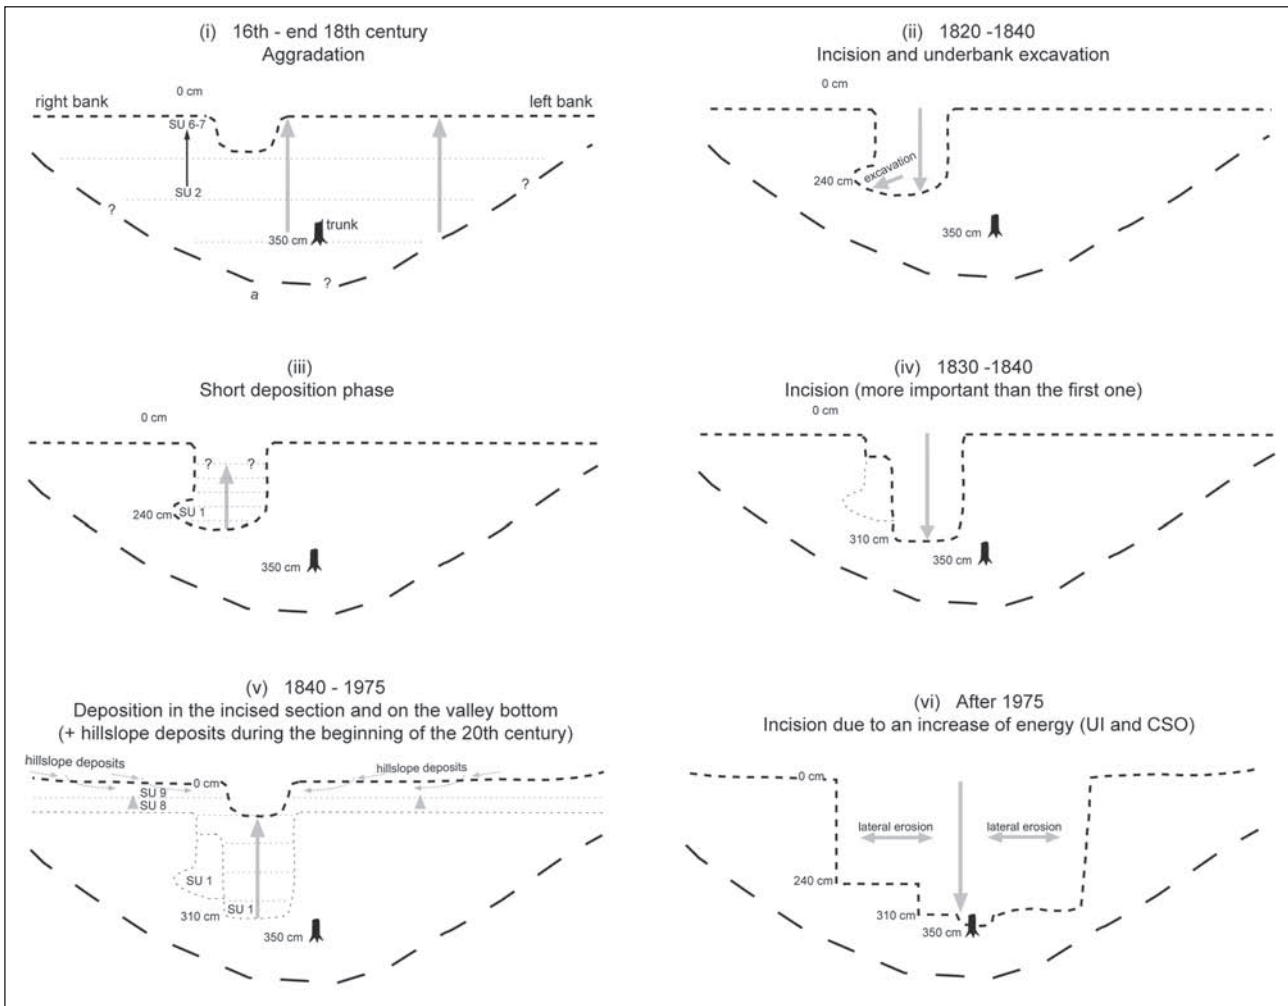 (i) 16th - end 18th century
Aggradation
0 cm
right bank
left bank
SU 6-7
SU 2
?
?
trunk
350 cm
?
a
(ii) 1820 -1840
Incision and underbank excavation
0 cm
excavation
240 cm
350 cm
(iii)
Short deposition phase
0 cm
? ?
240 cm
SU 1
350 cm
(iv) 1830 -1840
Incision (more important than the first one)
0 cm
310 cm
350 cm
(v) 1840 - 1975
Deposition in the incised section and on the valley bottom
(+ hillslope deposits during the beginning of the 20th century)
hillslope deposits
hillslope deposits
0 cm
SU 9
SU 8
SU 1
SU 1
310 cm
350 cm
(vi) After 1975
Incision due to an increase of energy (UI and CSO)
0 cm
lateral erosion
lateral erosion
240 cm
310 cm
350 cm